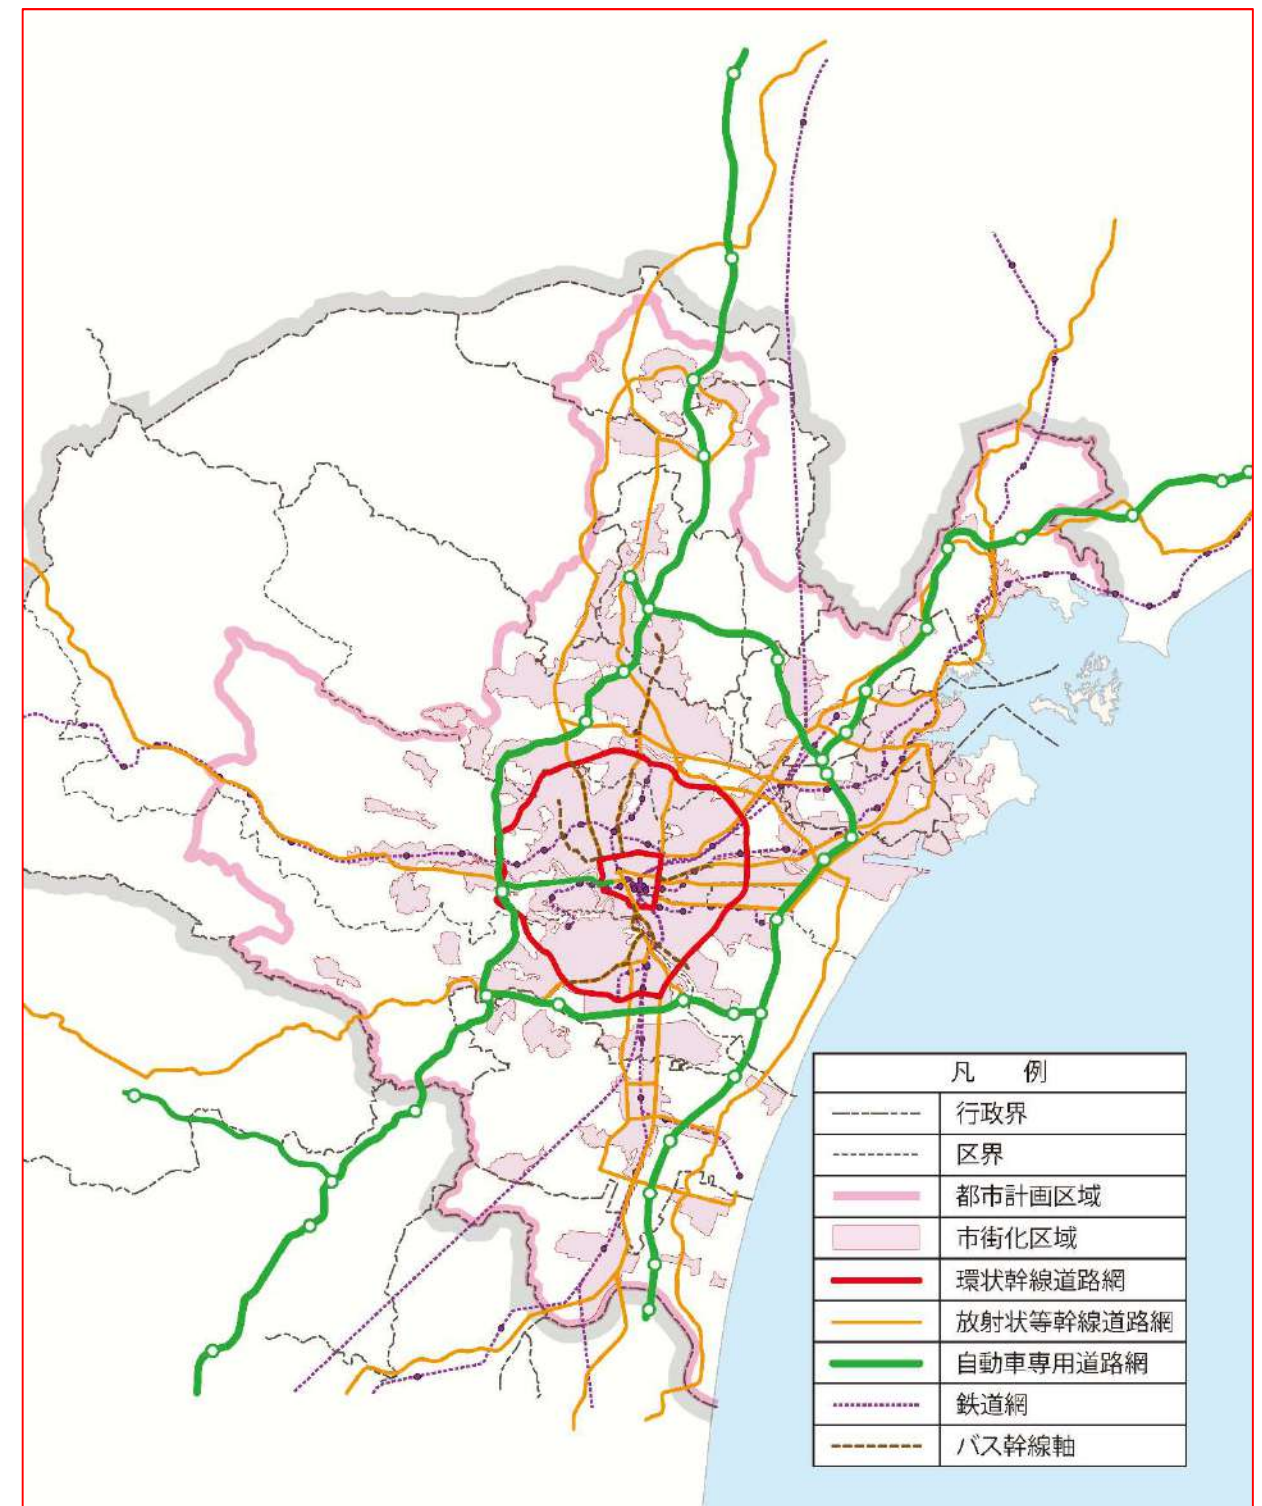 凡 例
行政界
区界
都市計画区域
市街化区域
環状幹線道路網
放射状等幹線道路網
自動車専用道路網
鉄道網
バス幹線軸